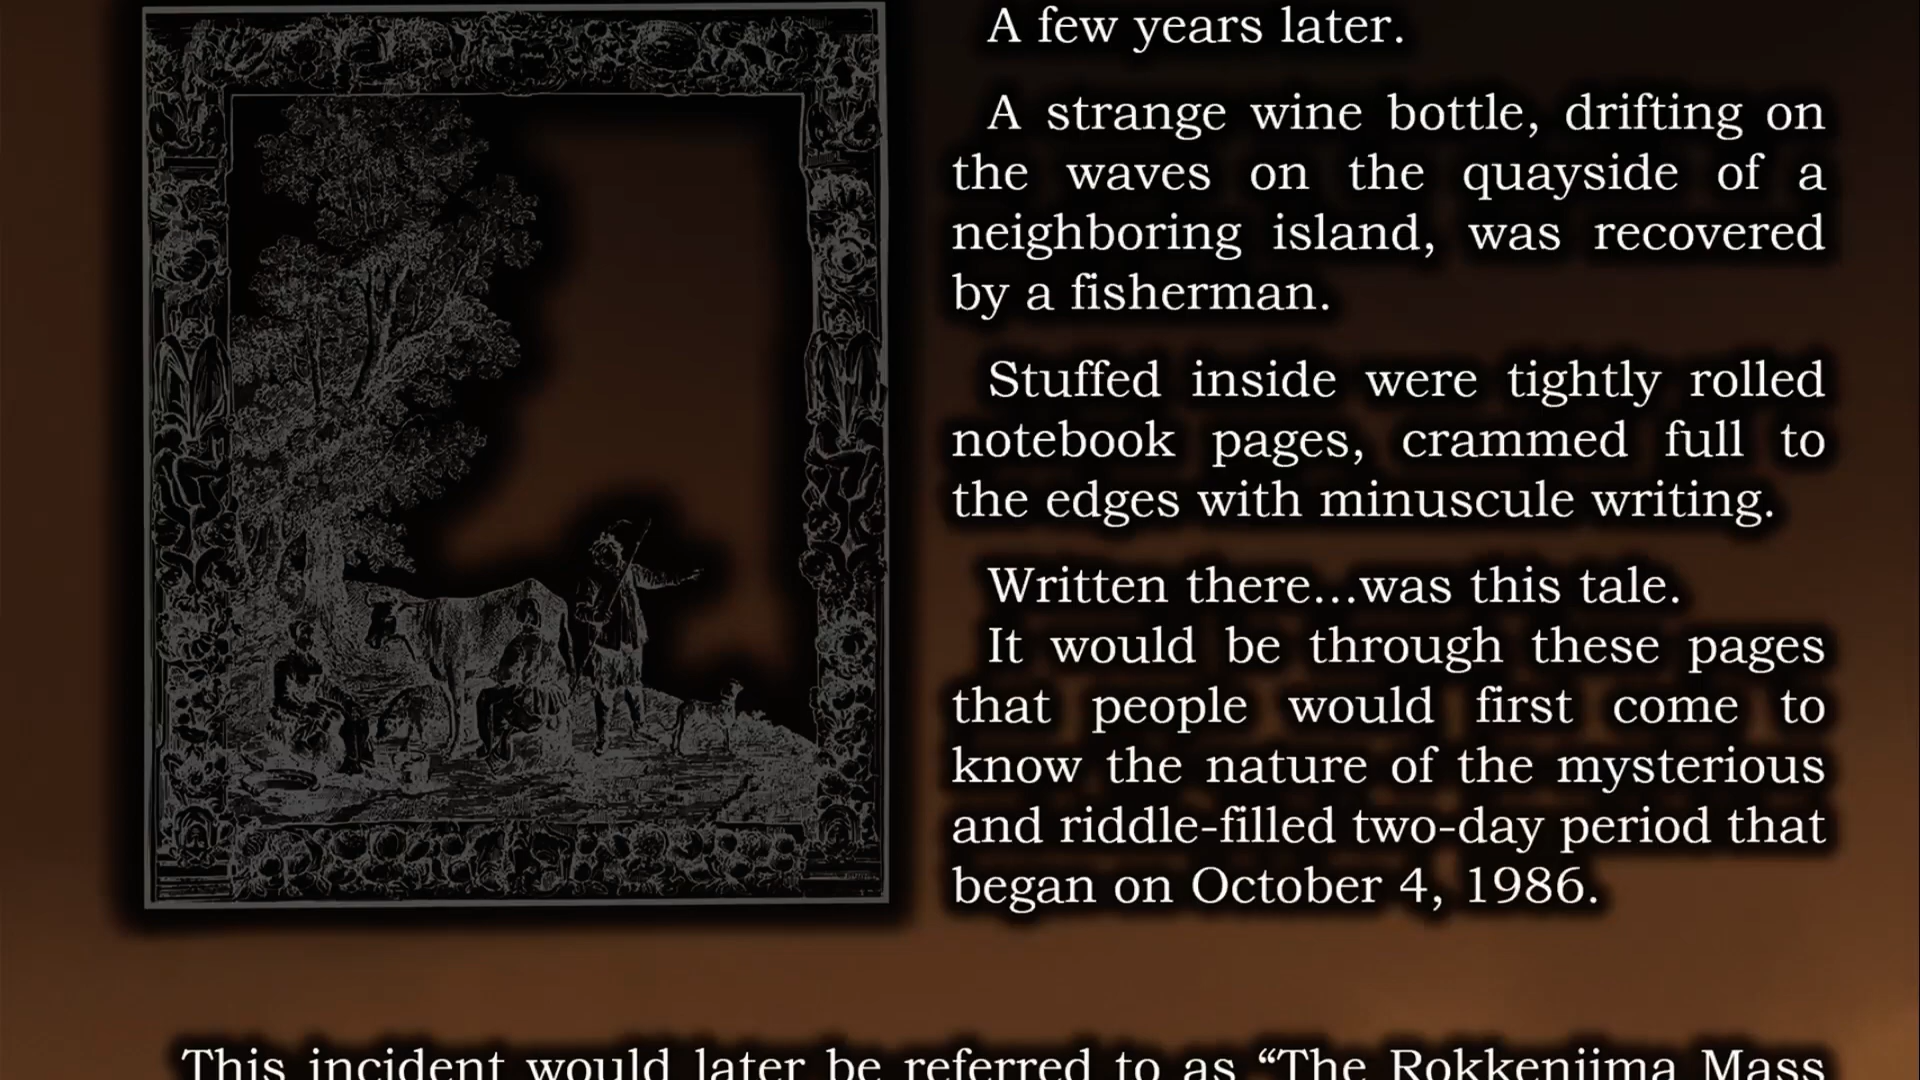 A few years later.
A strange wine bottle, drifting on
the waves on the quayside of a
neighboring island, was recovered
by a fisherman.
Stuffed inside were tightly rolled
notebook pages, crammed full to
the edges with minuscule writing.
Written there...was this tale.
It would be through these pages
that people would first come to
know the nature of the mysterious
and riddle-filled two-day period that
began on October 4, 1986.
This incident would later be referred to as “The Rokkenjima Mass